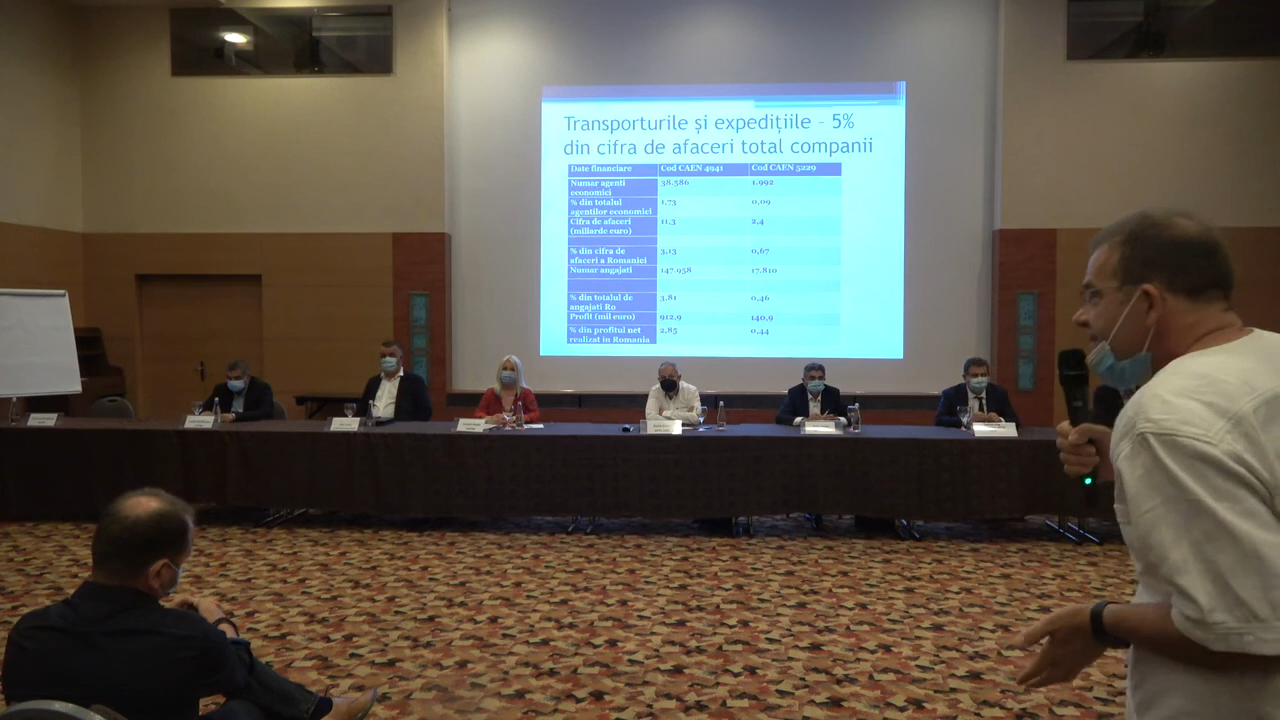 Transporturile și expedițiile – 5%
din cifra de afaceri total companii
Date financiare Cod CAEN 4941 Cod CAEN 5229
Numar agenti 38.586 1.992
economici
% din totalul 1,73 0,09
agentilor economici
Cifra de afaceri 11,3 2,4
(miliarde euro)
% din cifra de 3,13 0,67
afaceri a Romaniei
Numar angajati 147.958 17.810
% din totalul de 3,81 0,46
angajati Ro
Profit (mil euro) 912,9 140,9
% din profitul net 2,85 0,44
realizat in Romania